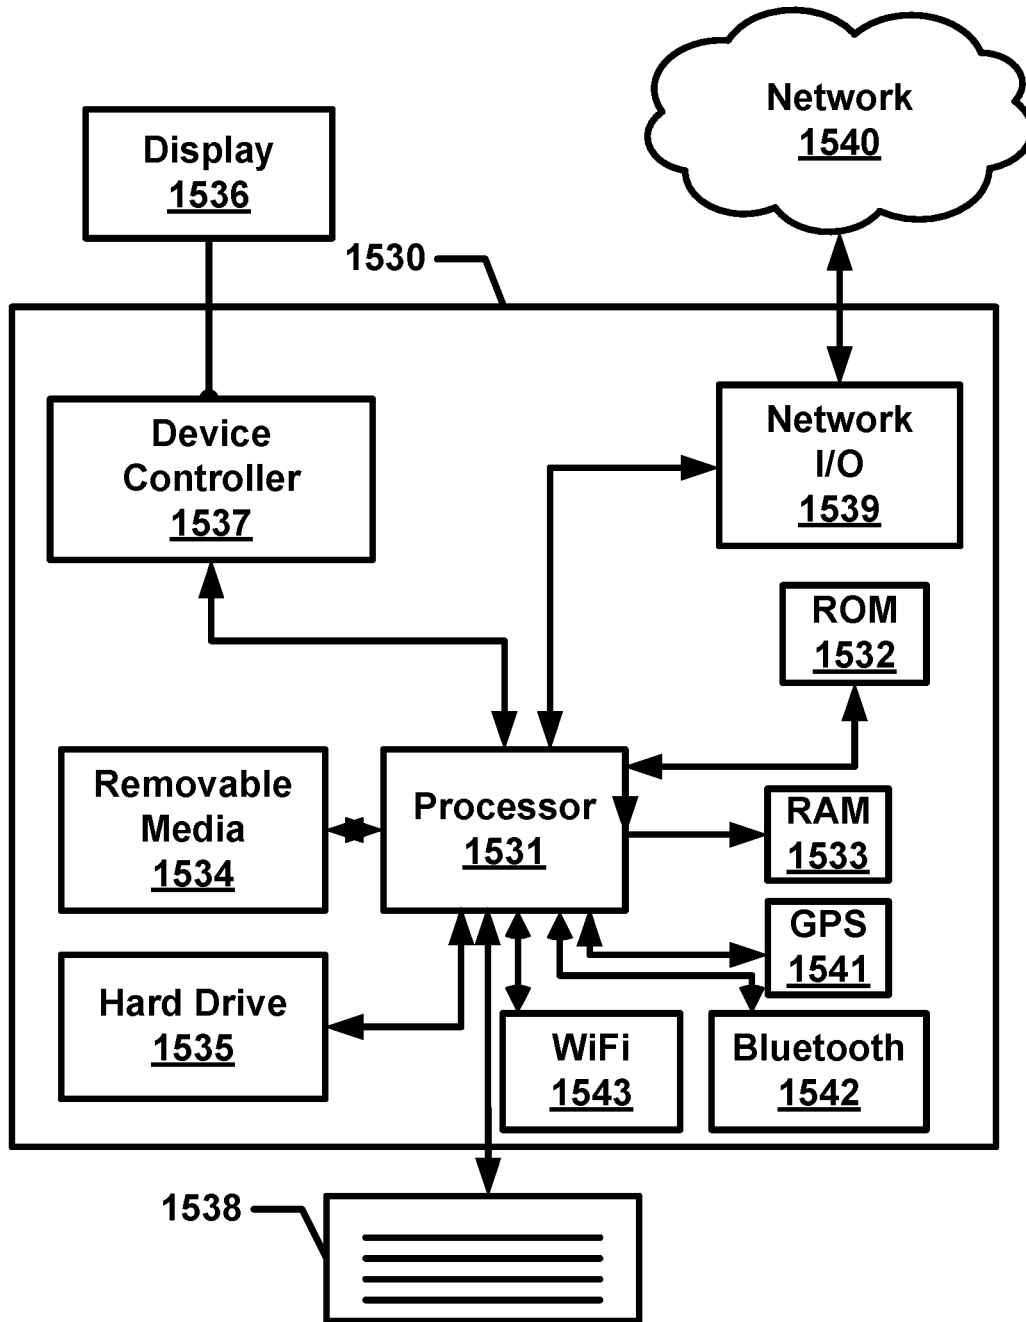 Network
1540
Display
1536
1530
Device
Controller
1537
Network
I/O
1539
ROM
1532
Removable
Media
1534
Processor
1531
RAM
1533
GPS
1541
Hard Drive
1535
WiFi
1543
Bluetooth
1542
1538